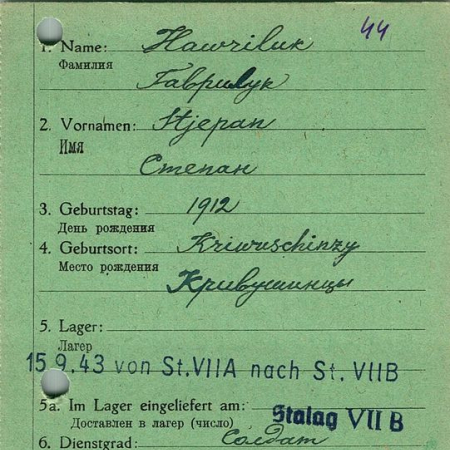 44
1. Name: Hawriluk
Фамилия
Гаврилук
2. Vornamen: Stjepan
Имя
Степан
3. Geburtstag: 1912
День рождения
4. Geburtsort: Kriwuschinzy
Место рождения
Кривушинцы
5. Lager:
Лагер
15.9.43 von St.VIIA nach St. VIIB
5a. Im Lager eingeliefert am: Stalag VII B
Доставлен в лагер (число)
6. Dienstgrad: Солдат